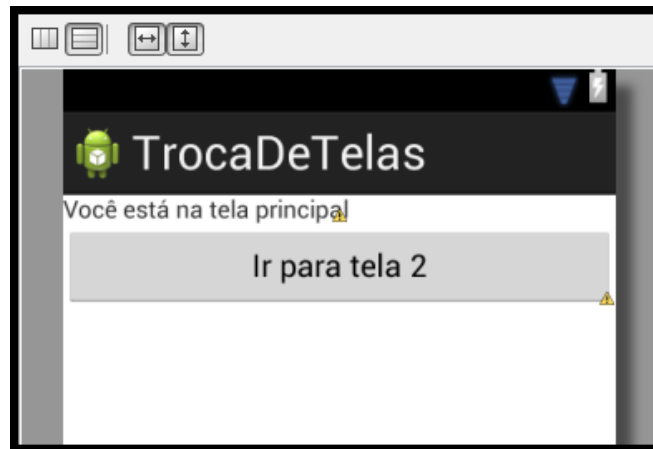 TrocaDeTelas
Você está na tela principal
Ir para tela 2